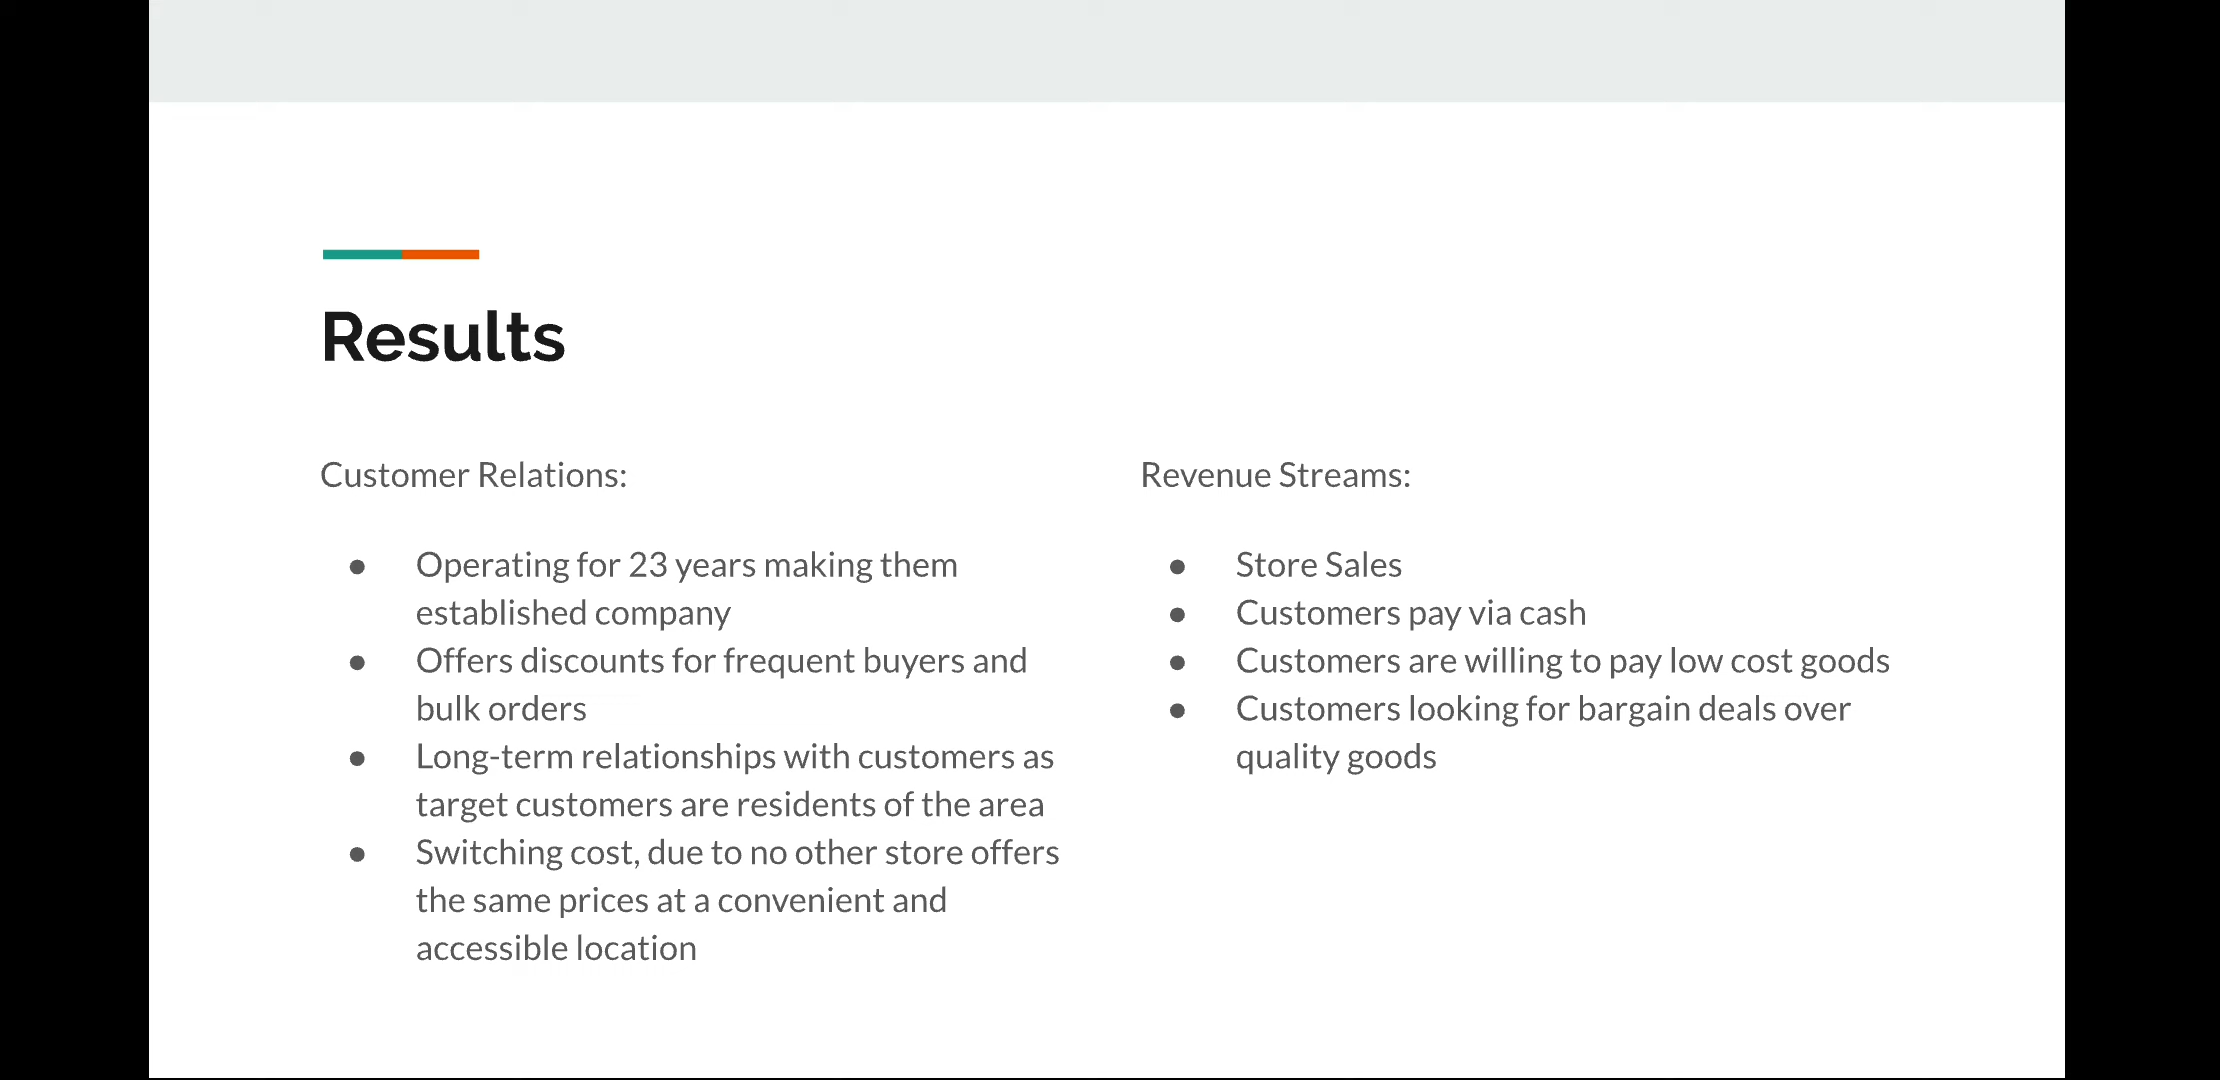 Results
Customer Relations:
● Operating for 23 years making them
established company
● Offers discounts for frequent buyers and
bulk orders
● Long-term relationships with customers as
target customers are residents of the area
● Switching cost, due to no other store offers
the same prices at a convenient and
accessible location
Revenue Streams:
● Store Sales
● Customers pay via cash
● Customers are willing to pay low cost goods
● Customers looking for bargain deals over
quality goods